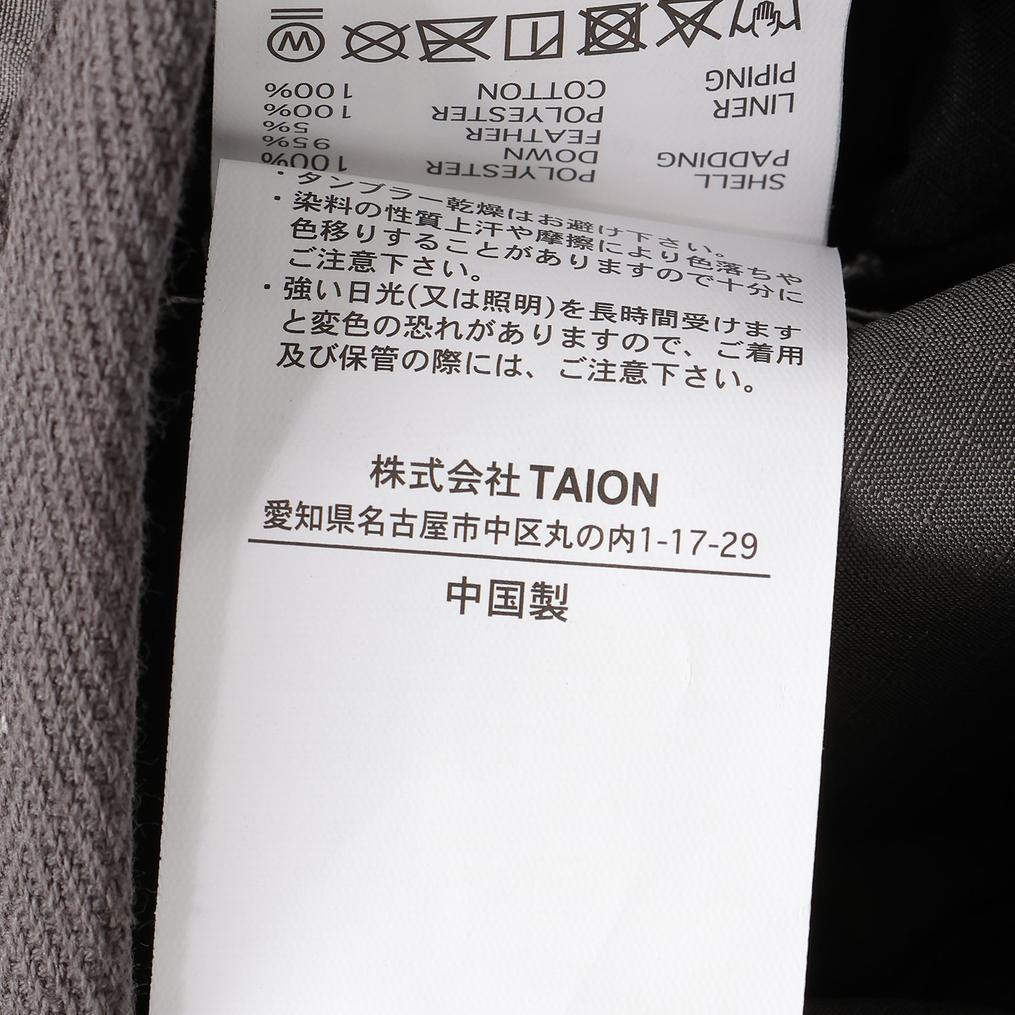 SHELL POLYESTER 100%
PADDING DOWN 95%
FEATHER 5%
LINER POLYESTER 100%
PIPING COTTON 100%
・タンブラー乾燥はお避け下さい。
・染料の性質上汗や摩擦により色落ちや
色移りすることがありますので十分に
ご注意下さい。
・強い日光(又は照明)を長時間受けます
と変色の恐れがありますので、ご着用
及び保管の際には、ご注意下さい。
株式会社 TAION
愛知県名古屋市中区丸の内1-17-29
中国製